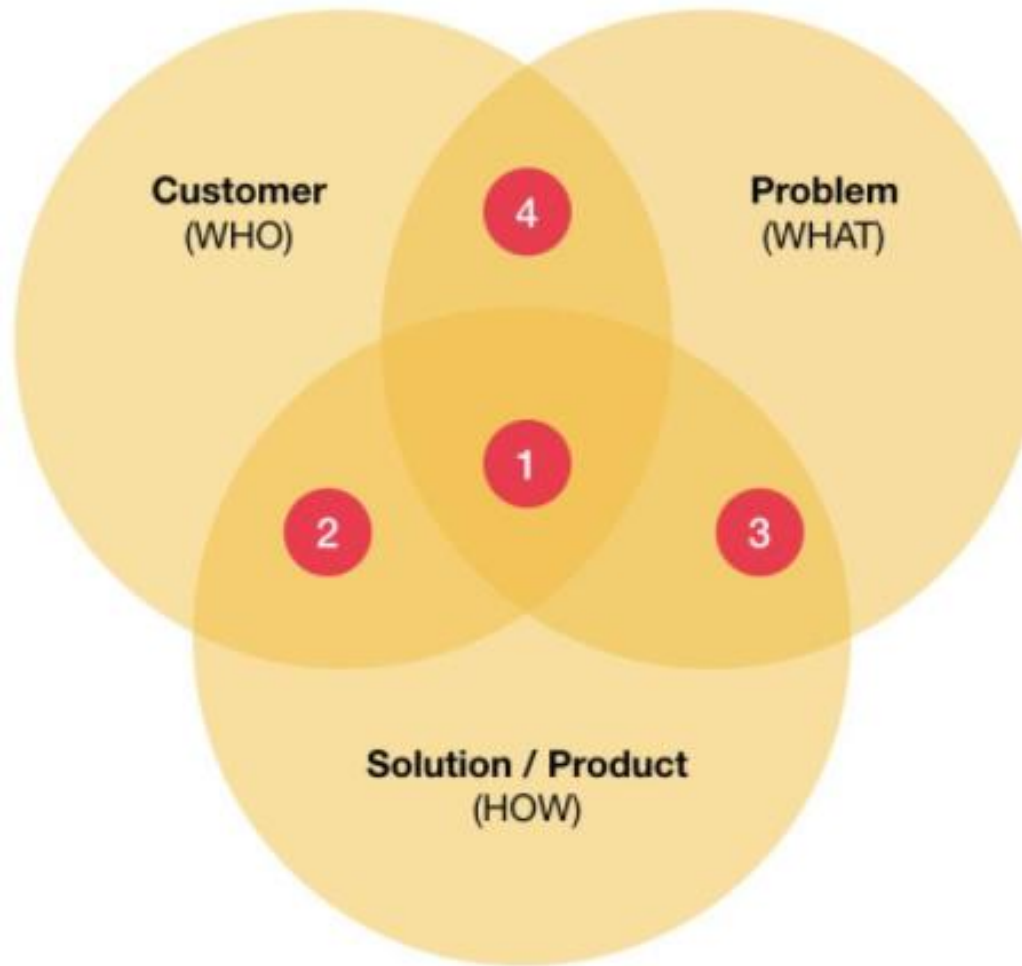 Customer
(WHO)
Problem
(WHAT)
4
1
2
3
Solution / Product
(HOW)